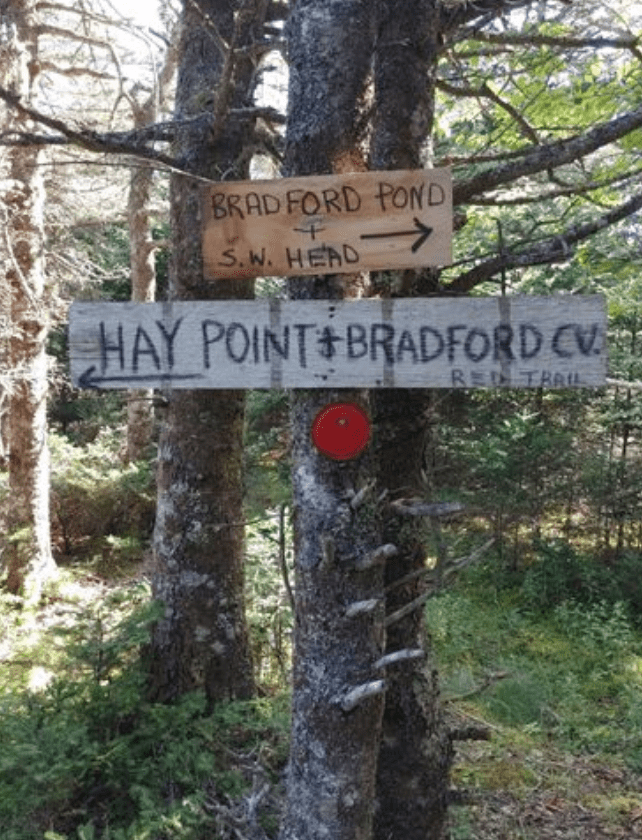 BRADFORD POND
+
S.W. HEAD
HAY POINT + BRADFORD CV.
RED TRAIL